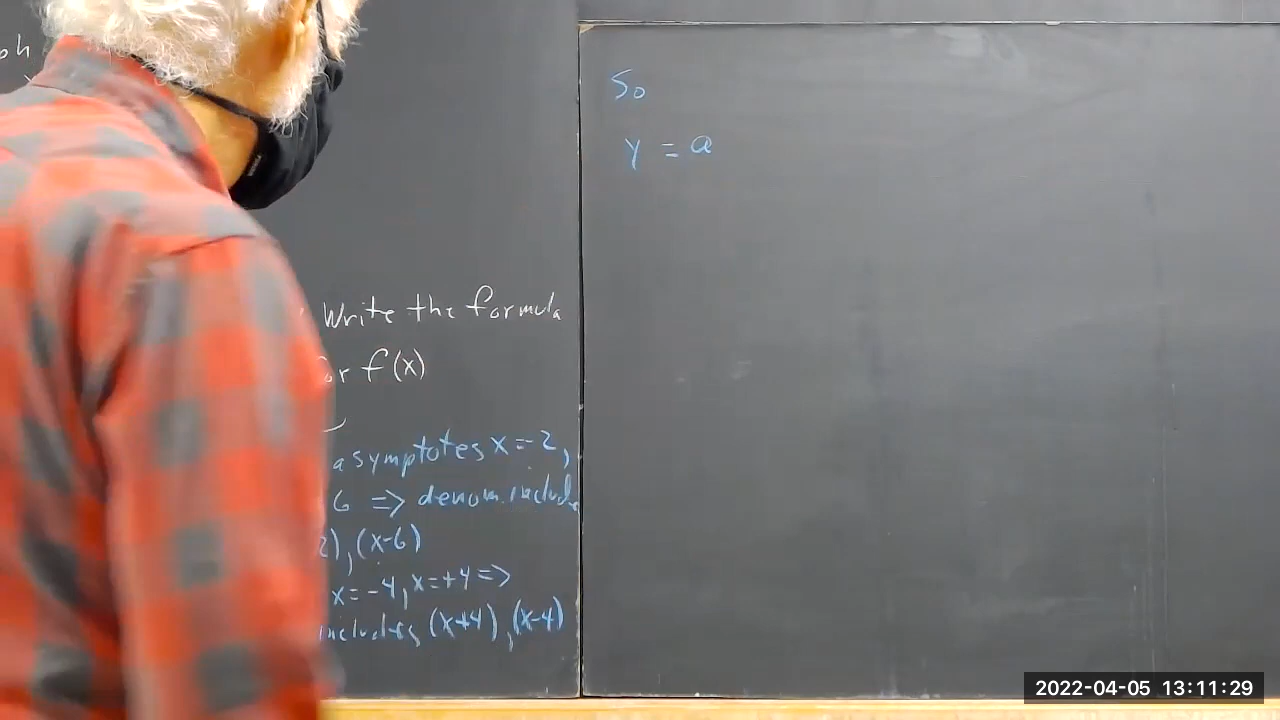 Write the formula
f(x)
asymptotes x=-2,
6 => denom. include
2), (x-6)
x=-4, x=+4 =>
includes (x+4), (x-4)
So
y = a
2022-04-05 13:11:29